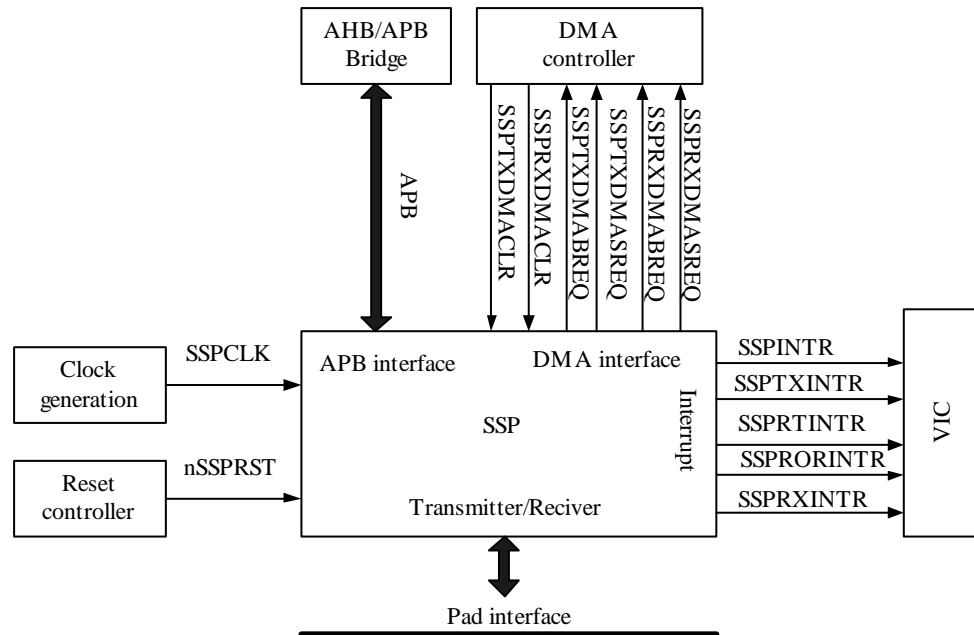 AHB/APB
Bridge
DMA
controller
APB
SSPTXDMACLR
SSPRXDMACLR
SSPTXDMABREQ
SSPTXDMASREQ
SSPRXDMABREQ
SSPRXDMASREQ
Clock
generation
SSPCLK
Reset
controller
nSSPRST
APB interface
DMA interface
SSP
Interrupt
Transmitter/Reciver
SSPINTR
SSPTXINTR
SSPRTINTR
SSPRORINTR
SSPRXINTR
VIC
Pad interface